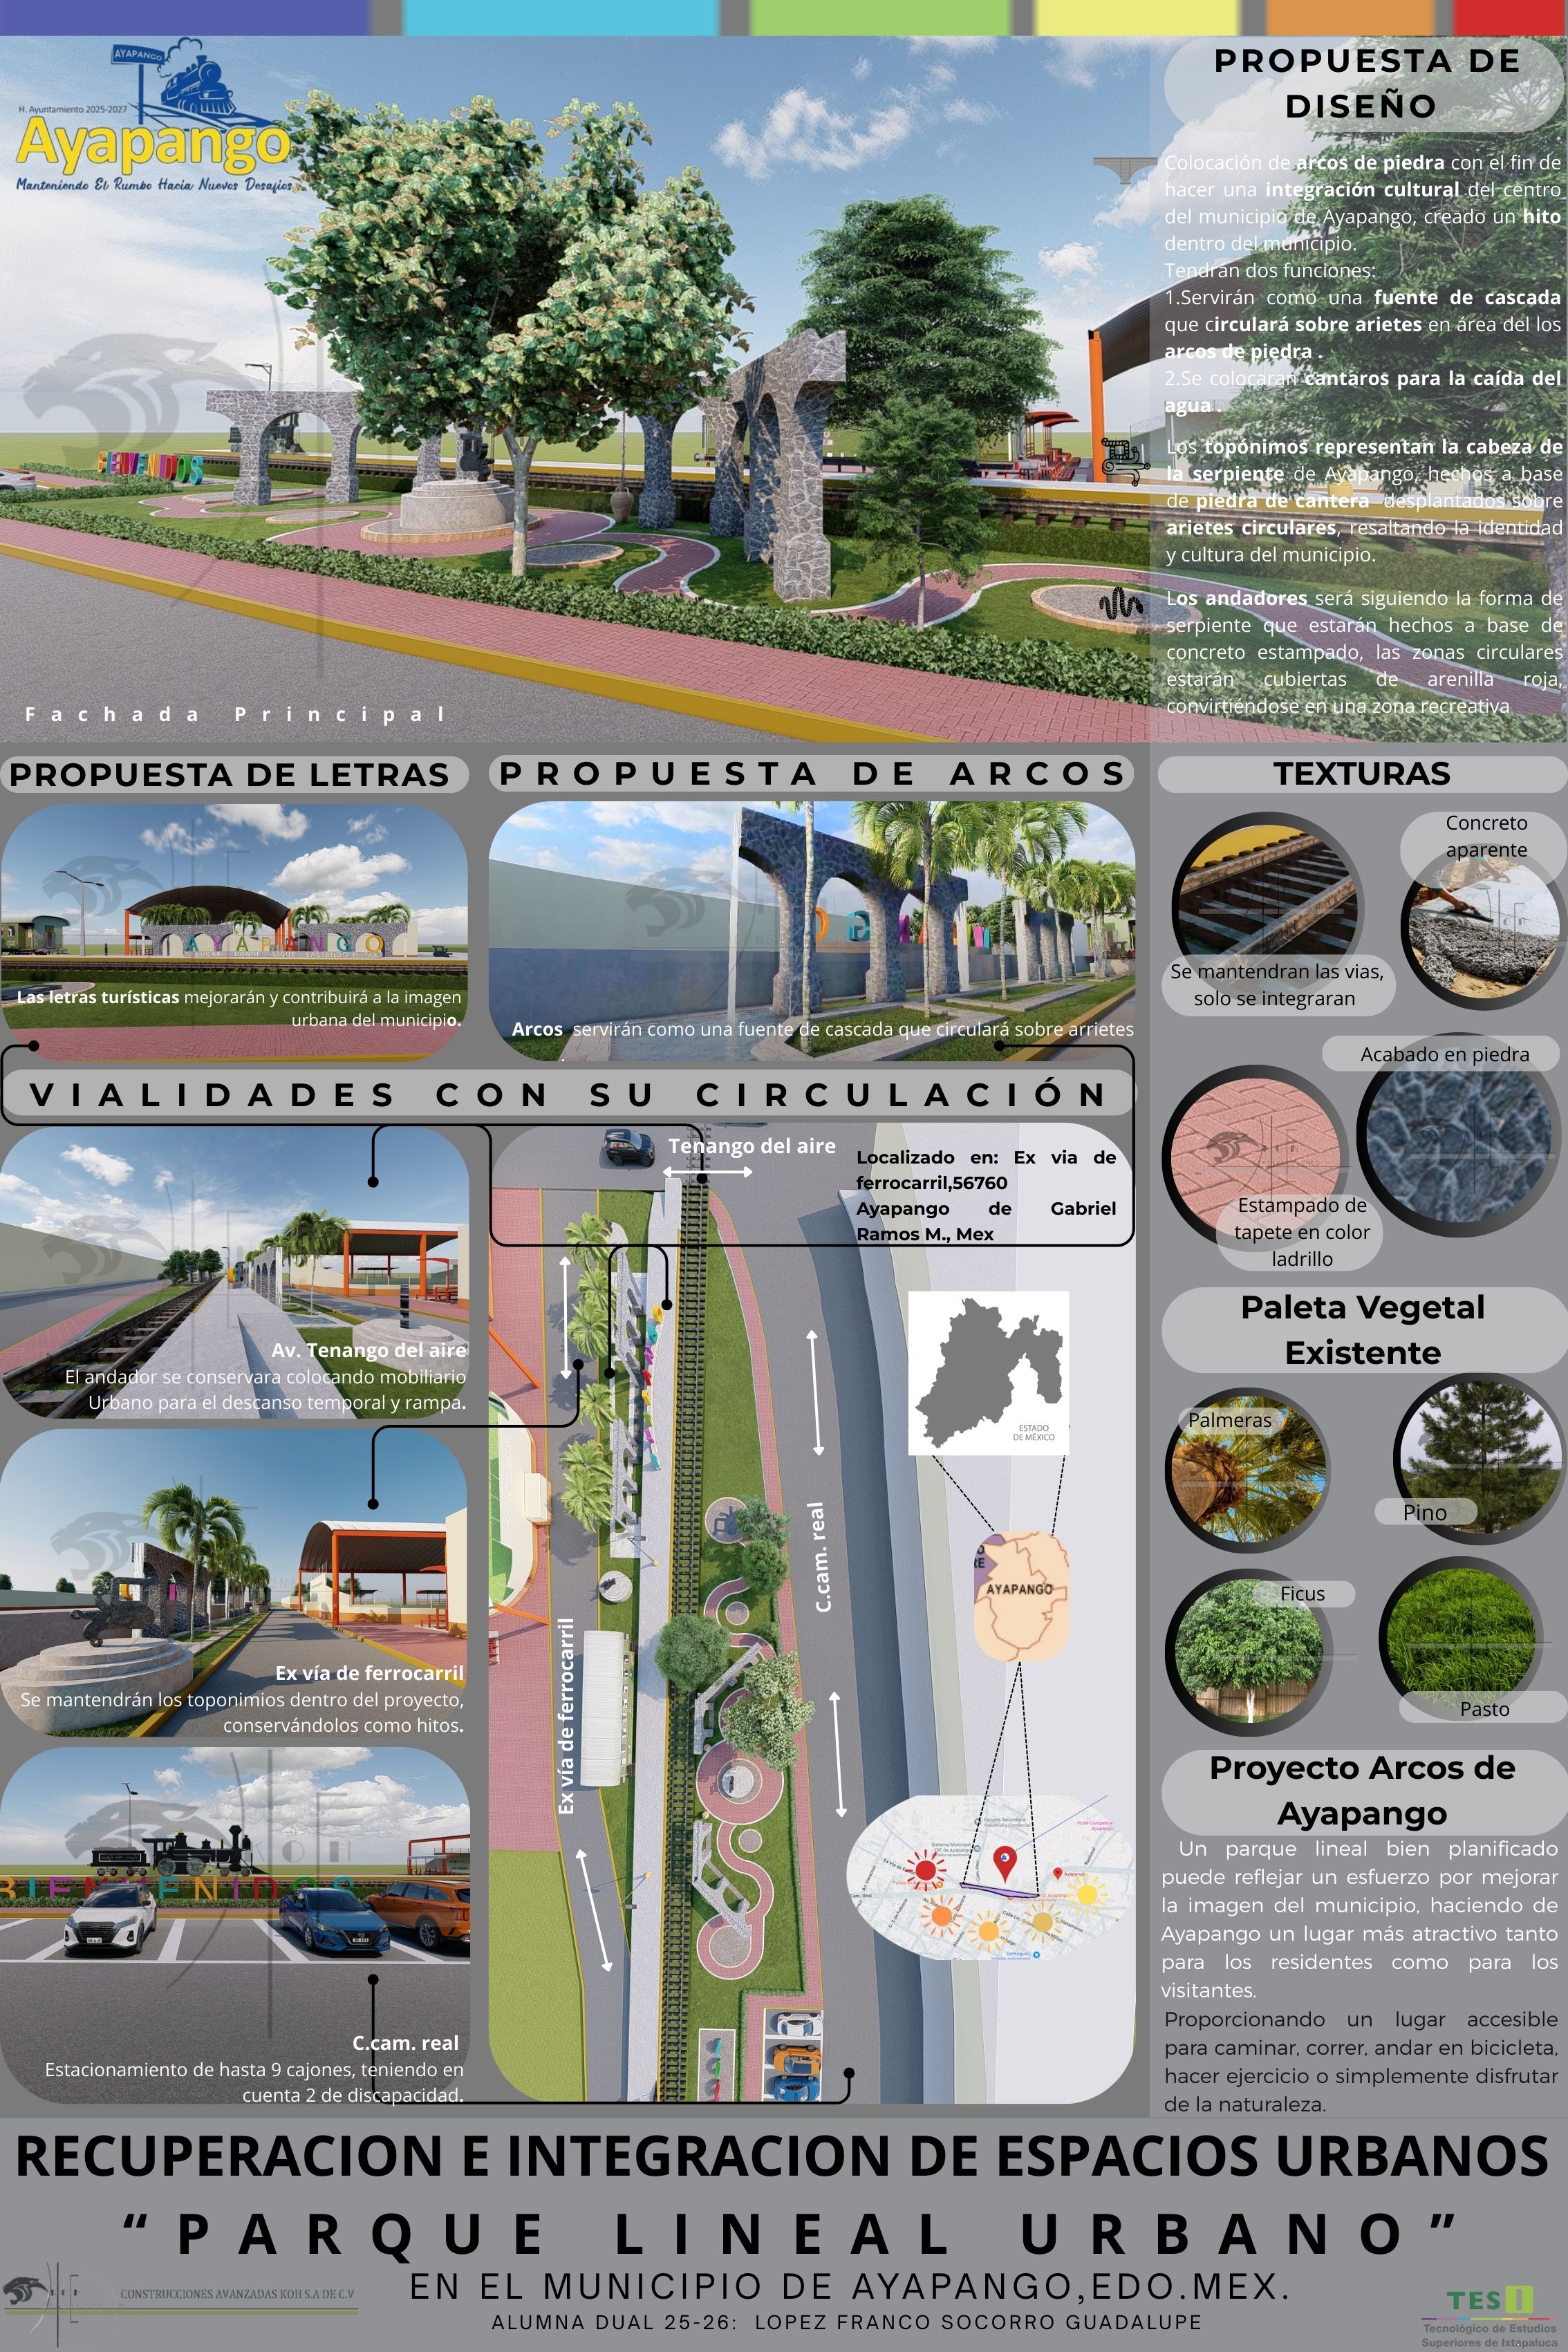 AYAPANGO
H. Ayuntamiento 2025-2027
Ayapango
Manteniendo El Rumbo Hacia Nuevos Desafíos
BIENVENIDOS
Fachada Principal
PROPUESTA DE
DISEÑO
Colocación de arcos de piedra con el fin de
hacer una integración cultural del centro
del municipio de Ayapango, creado un hito
dentro del municipio.
Tendrán dos funciones:
1.Servirán como una fuente de cascada
que circulará sobre arietes en área del los
arcos de piedra .
2.Se colocaran cantaros para la caída del
agua .
Los topónimos representan la cabeza de
la serpiente de Ayapango, hechos a base
de piedra de cantera desplantados sobre
arietes circulares, resaltando la identidad
y cultura del municipio.
Los andadores será siguiendo la forma de
serpiente que estarán hechos a base de
concreto estampado, las zonas circulares
estarán cubiertas de arenilla roja,
convirtiéndose en una zona recreativa
PROPUESTA DE LETRAS
AYAPANGO
Las letras turísticas mejorarán y contribuirá a la imagen
urbana del municipio.
PROPUESTA DE ARCOS
Arcos servirán como una fuente de cascada que circulará sobre arrietes
.
VIALIDADES CON SU CIRCULACIÓN
Av. Tenango del aire
El andador se conservara colocando mobiliario
Urbano para el descanso temporal y rampa.
Ex vía de ferrocarril
Se mantendrán los toponimios dentro del proyecto,
conservándolos como hitos.
BIENVENIDOS
C.cam. real
Estacionamiento de hasta 9 cajones, teniendo en
cuenta 2 de discapacidad.
Tenango del aire
Localizado en: Ex via de
ferrocarril,56760
Ayapango de Gabriel
Ramos M., Mex
ESTADO
DE MÉXICO
C.cam. real
AYAPANGO
Ex vía de ferrocarril
TEXTURAS
Concreto
aparente
Se mantendran las vias,
solo se integraran
Acabado en piedra
Estampado de
tapete en color
ladrillo
Paleta Vegetal
Existente
Palmeras
Pino
Ficus
Pasto
Proyecto Arcos de
Ayapango
Un parque lineal bien planificado
puede reflejar un esfuerzo por mejorar
la imagen del municipio, haciendo de
Ayapango un lugar más atractivo tanto
para los residentes como para los
visitantes.
Proporcionando un lugar accesible
para caminar, correr, andar en bicicleta,
hacer ejercicio o simplemente disfrutar
de la naturaleza.
RECUPERACION E INTEGRACION DE ESPACIOS URBANOS
“PARQUE LINEAL URBANO”
EN EL MUNICIPIO DE AYAPANGO,EDO.MEX.
ALUMNA DUAL 25-26: LOPEZ FRANCO SOCORRO GUADALUPE
CONSTRUCCIONES AVANZADAS KOH S.A DE C.V
TESI
Tecnológico de Estudios
Superiores de Ixtapaluca